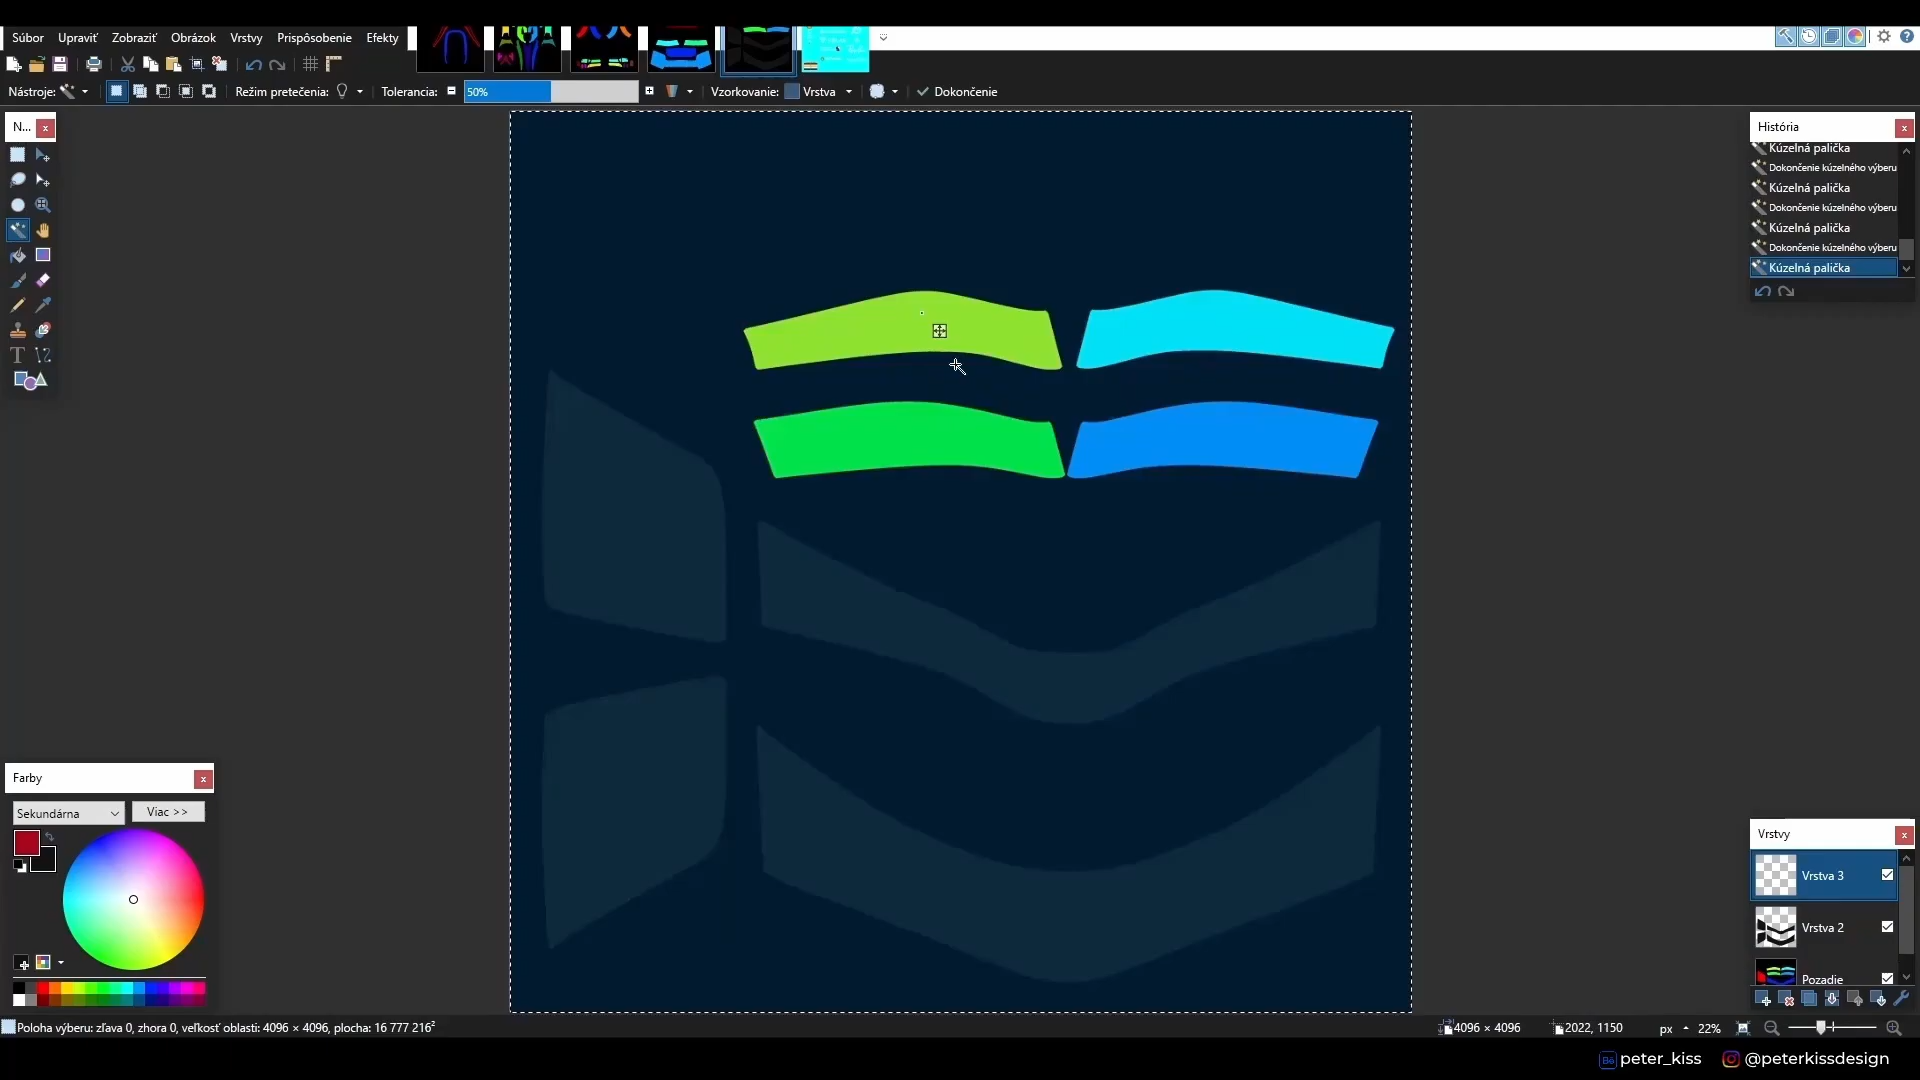 Súbor Upraviť Zobraziť Obrázok Vrstvy Prispôsobenie Efekty
Nástroje: Režim pretečenia: Tolerancia: 50% Vzorkovanie: Vrstva Dokončenie
N...
História
Kúzelná palička
Dokončenie kúzelného výberu
Kúzelná palička
Dokončenie kúzelného výberu
Kúzelná palička
Dokončenie kúzelného výberu
Kúzelná palička
Farby
Sekundárna Viac >>
Vrstvy
Vrstva 3
Vrstva 2
Pozadie
Poloha výberu: zľava 0, zhora 0, veľkosť oblasti: 4096 × 4096, plocha: 16 777 216² 4096 × 4096 2022, 1150 px 22%
Bē peter_kiss @peterkissdesign